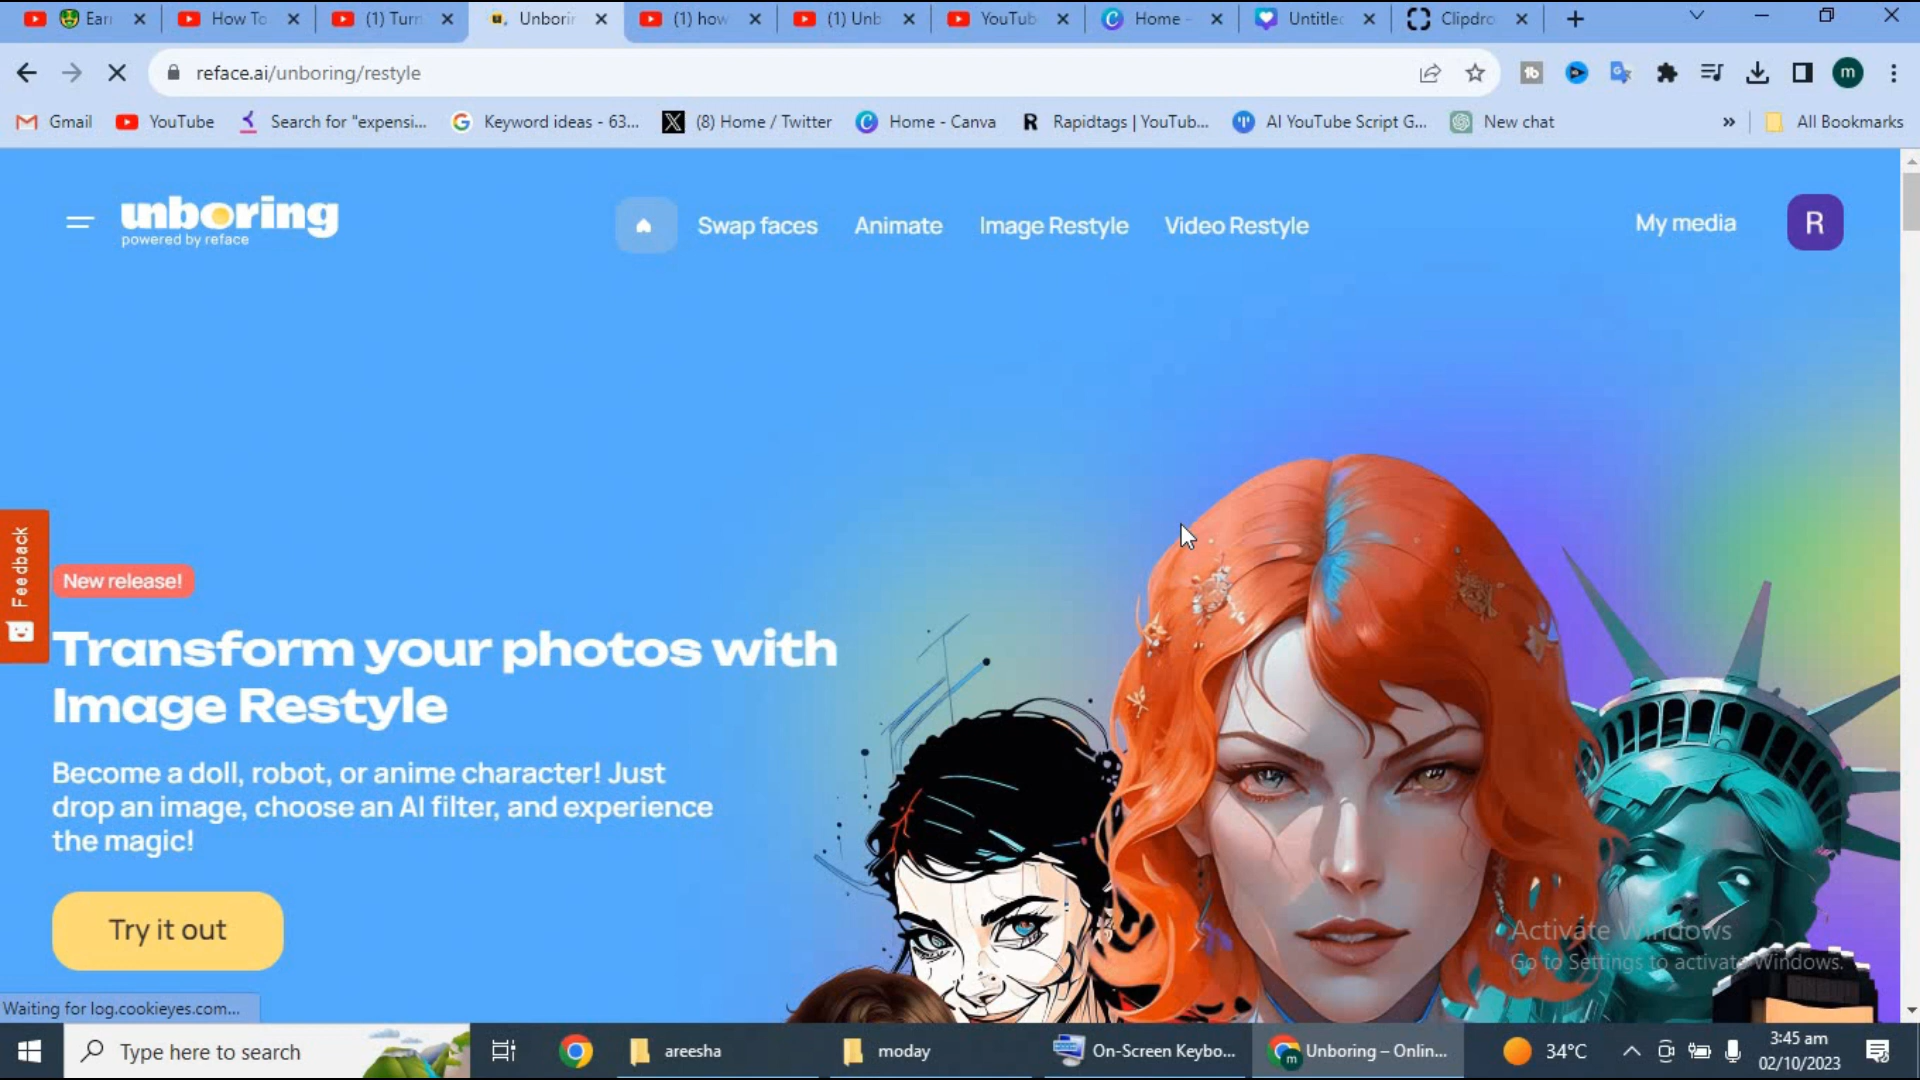 Earn
How To
(1) Turn
Unborin
(1) how
(1) Unb
YouTub
Home -
Untitled
Clipdro
reface.ai/unboring/restyle
m
Gmail
YouTube
Search for "expensi...
Keyword ideas - 63...
(8) Home / Twitter
Home - Canva
Rapidtags | YouTub...
AI YouTube Script G...
New chat
»
All Bookmarks
unboring
powered by reface
Swap faces
Animate
Image Restyle
Video Restyle
My media
R
Feedback
New release!
Transform your photos with
Image Restyle
Become a doll, robot, or anime character! Just
drop an image, choose an AI filter, and experience
the magic!
Try it out
Activate Windows
Go to Settings to activate Windows.
Waiting for log.cookieyes.com...
Type here to search
areesha
moday
On-Screen Keybo...
Unboring – Onlin...
34°C
3:45 am
02/10/2023